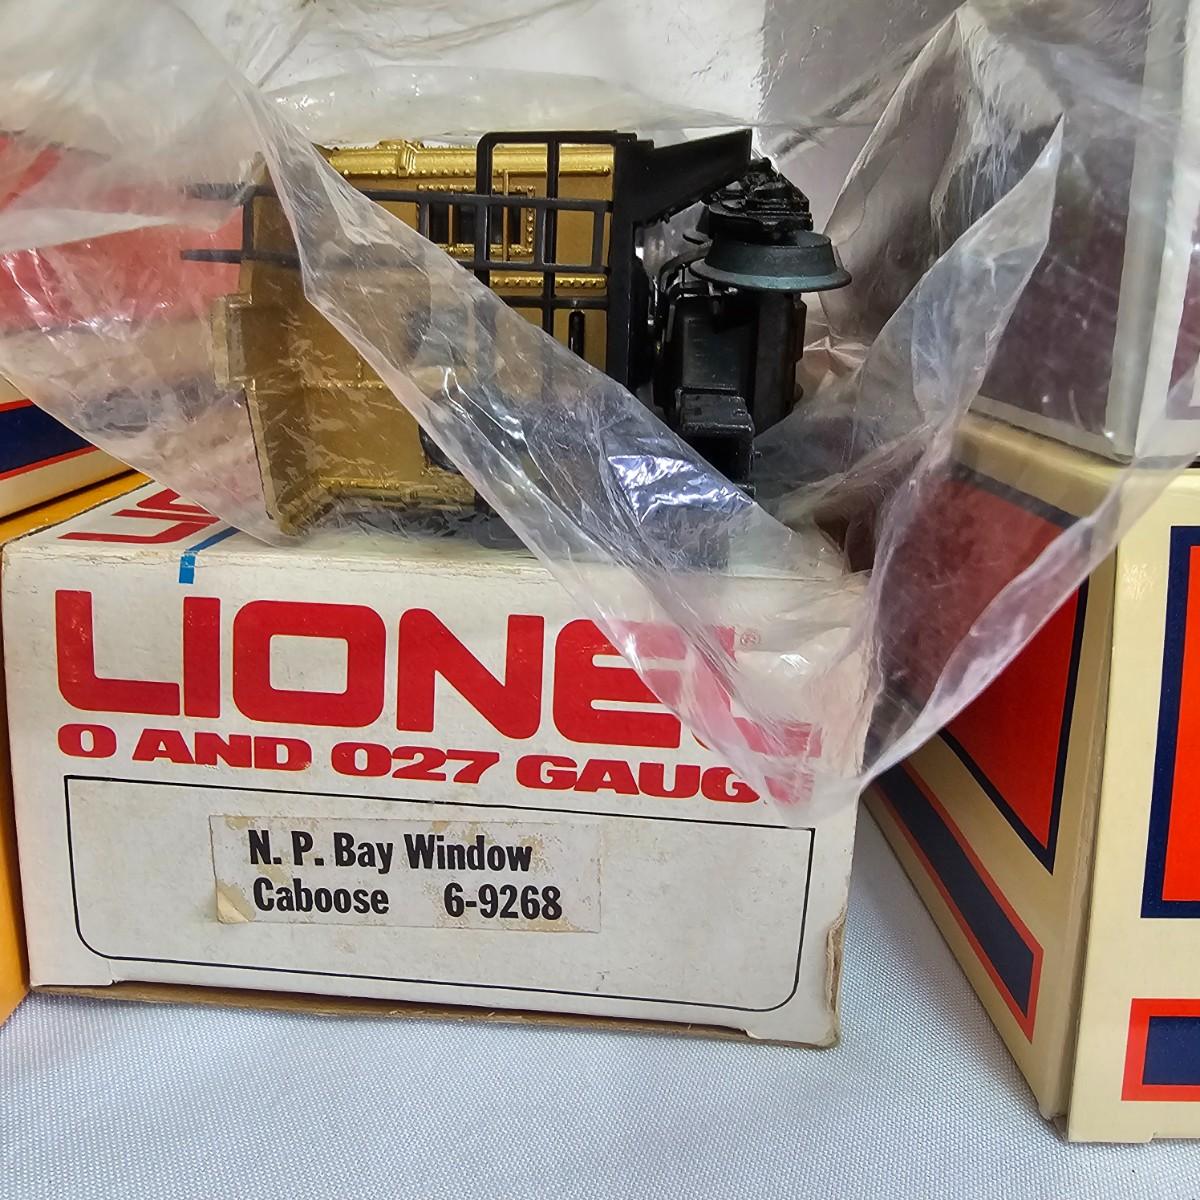 LIONEL®
O AND 027 GAUGE
N. P. Bay Window
Caboose 6-9268